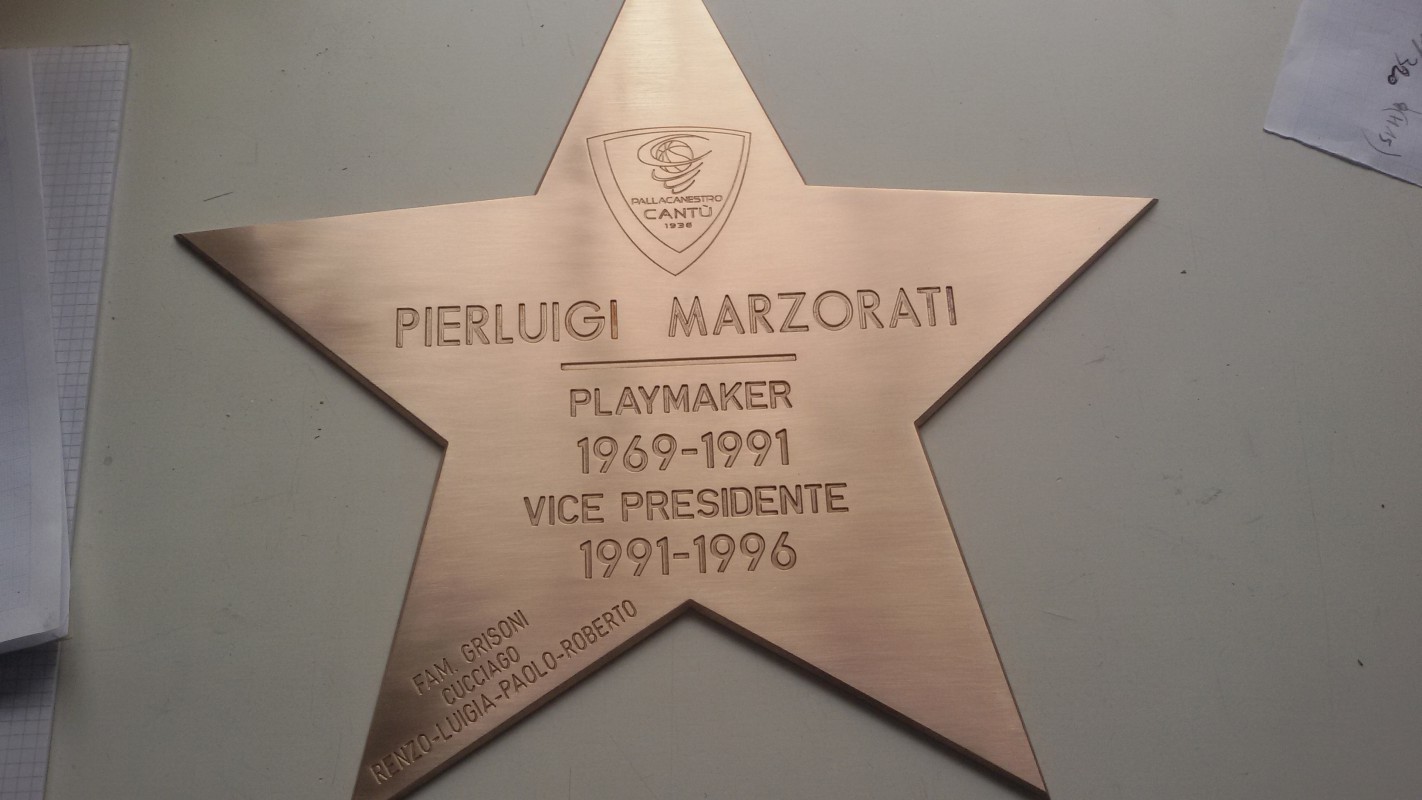 PALLACANESTRO
CANTÙ
1936
PIERLUIGI MARZORATI
PLAYMAKER
1969-1991
VICE PRESIDENTE
1991-1996
FAM. GRISONI
CUCCIAGO
RENZO-LUIGIA-PAOLO-ROBERTO